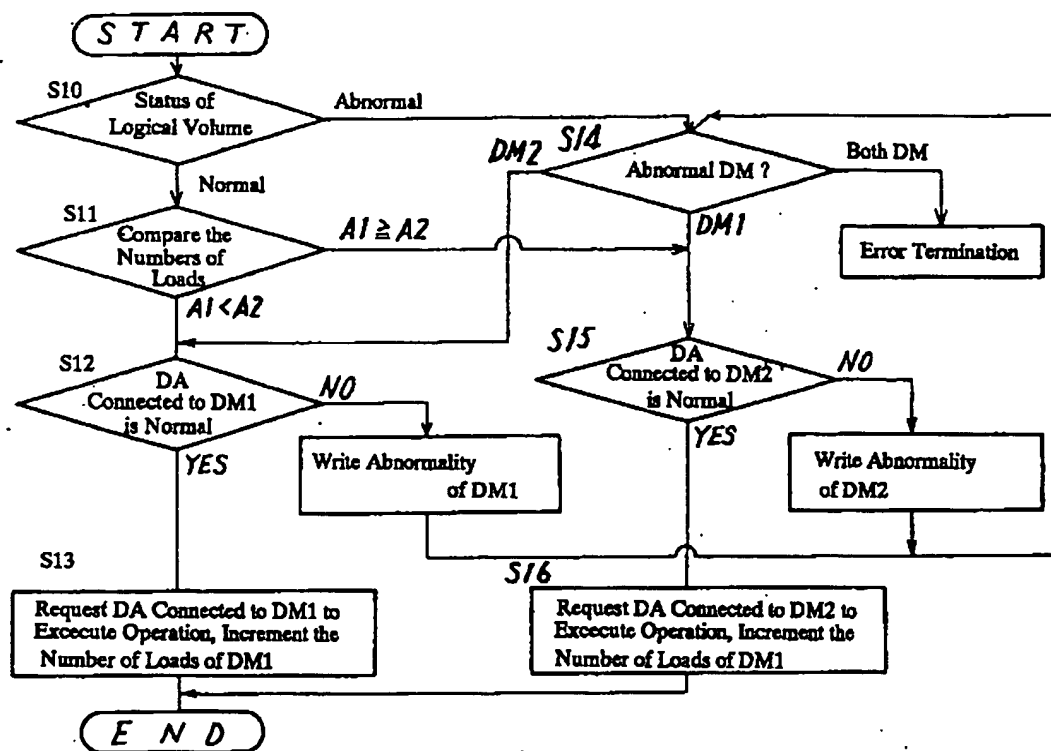 START
S10
Status of
Logical Volume
Abnormal
Normal
S11
Compare the
Numbers of
Loads
A1≧A2
A1<A2
DM2
S14
Abnormal DM ?
Both DM
DM1
Error Termination
S12
DA
Connected to DM1
is Normal
NO
YES
Write Abnormality
of DM1
S15
DA
Connected to DM2
is Normal
NO
YES
Write Abnormality
of DM2
S13
Request DA Connected to DM1 to
Excecute Operation, Increment the
Number of Loads of DM1
S16
Request DA Connected to DM2 to
Excecute Operation, Increment the
Number of Loads of DM1
END